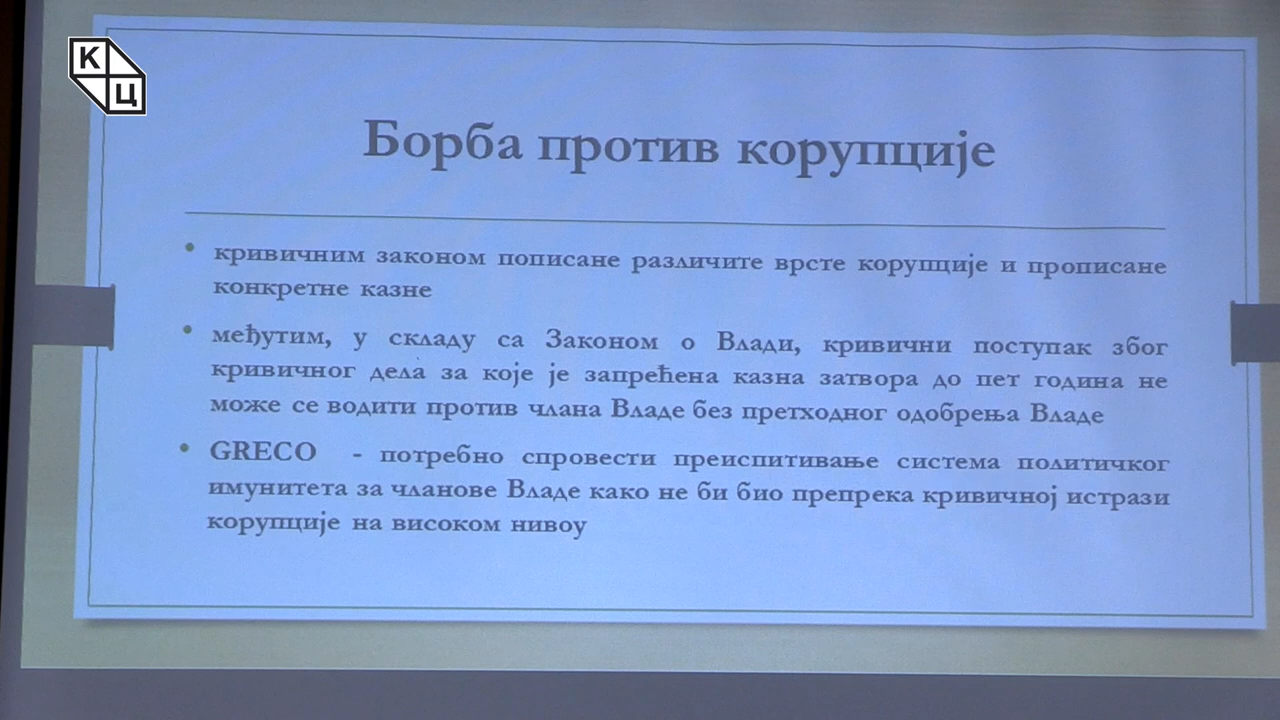 К
Ц
Борба против корупције
• кривичним законом пописане различите врсте корупције и прописане
конкретне казне
• међутим, у складу са Законом о Влади, кривични поступак због
кривичног дела за које је запрећена казна затвора до пет година не
може се водити против члана Владе без претходног одобрења Владе
• GRECO - потребно спровести преиспитивање система политичког
имунитета за чланове Владе како не би био препрека кривичној истрази
корупције на високом нивоу